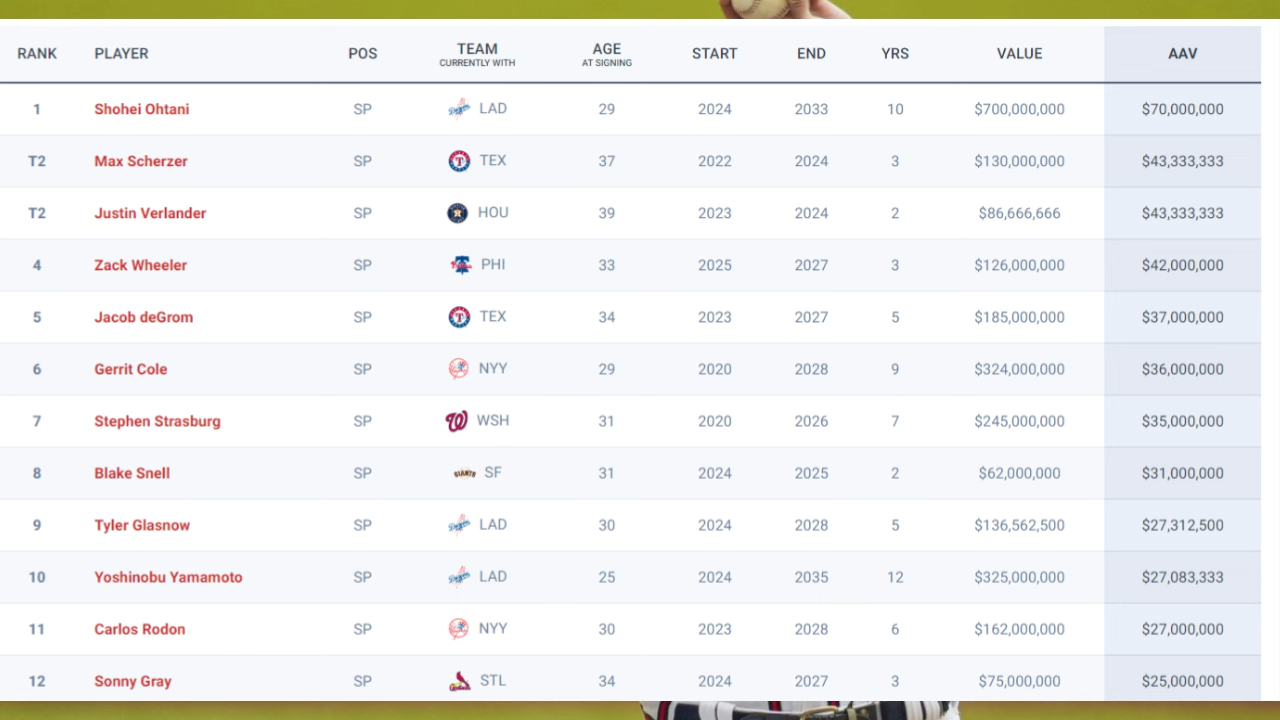 RANK PLAYER POS TEAM CURRENTLY WITH AGE AT SIGNING START END YRS VALUE AAV
1 Shohei Ohtani SP LAD 29 2024 2033 10 $700,000,000 $70,000,000
T2 Max Scherzer SP TEX 37 2022 2024 3 $130,000,000 $43,333,333
T2 Justin Verlander SP HOU 39 2023 2024 2 $86,666,666 $43,333,333
4 Zack Wheeler SP PHI 33 2025 2027 3 $126,000,000 $42,000,000
5 Jacob deGrom SP TEX 34 2023 2027 5 $185,000,000 $37,000,000
6 Gerrit Cole SP NYY 29 2020 2028 9 $324,000,000 $36,000,000
7 Stephen Strasburg SP WSH 31 2020 2026 7 $245,000,000 $35,000,000
8 Blake Snell SP GIANTS SF 31 2024 2025 2 $62,000,000 $31,000,000
9 Tyler Glasnow SP LAD 30 2024 2028 5 $136,562,500 $27,312,500
10 Yoshinobu Yamamoto SP LAD 25 2024 2035 12 $325,000,000 $27,083,333
11 Carlos Rodon SP NYY 30 2023 2028 6 $162,000,000 $27,000,000
12 Sonny Gray SP STL 34 2024 2027 3 $75,000,000 $25,000,000